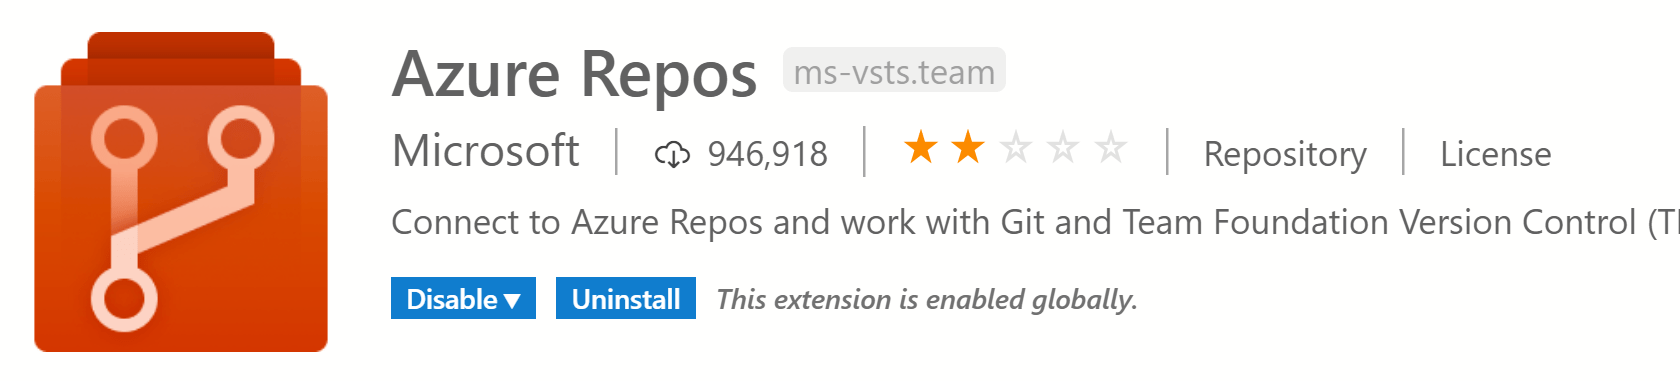 Azure Repos ms-vsts.team
Microsoft | 946,918 | Repository | License
Connect to Azure Repos and work with Git and Team Foundation Version Control
Disable Uninstall This extension is enabled globally.